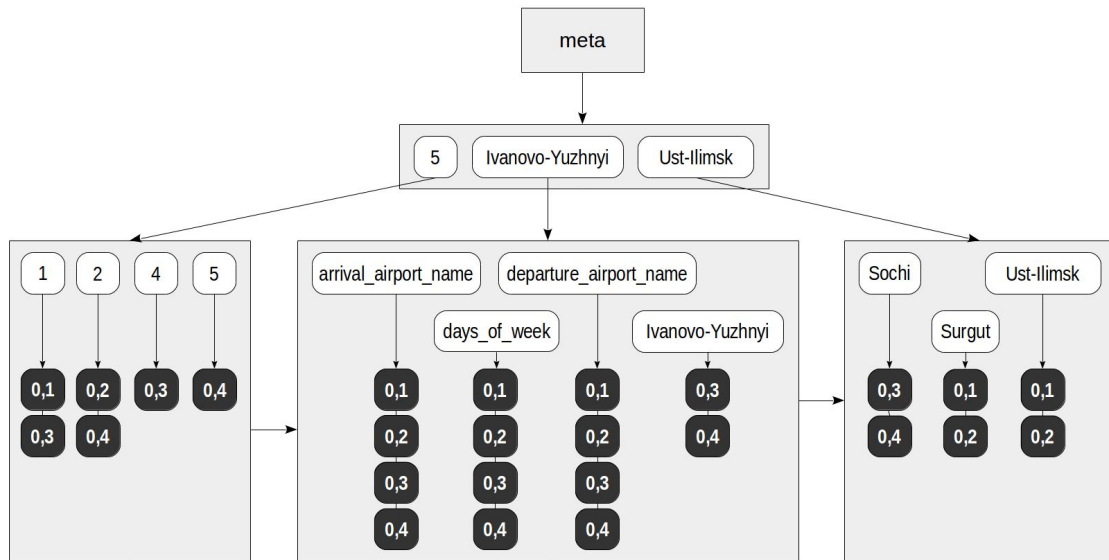 meta
5 Ivanovo-Yuzhnyi Ust-Ilimsk
1 2 4 5
arrival_airport_name departure_airport_name
days_of_week Ivanovo-Yuzhnyi
Sochi Ust-Ilimsk
Surgut
0,1 0,2 0,3 0,4
0,3 0,4
0,1 0,1 0,1 0,3
0,2 0,2 0,2 0,4
0,3 0,3 0,3
0,4 0,4 0,4
0,3 0,1 0,1
0,4 0,2 0,2